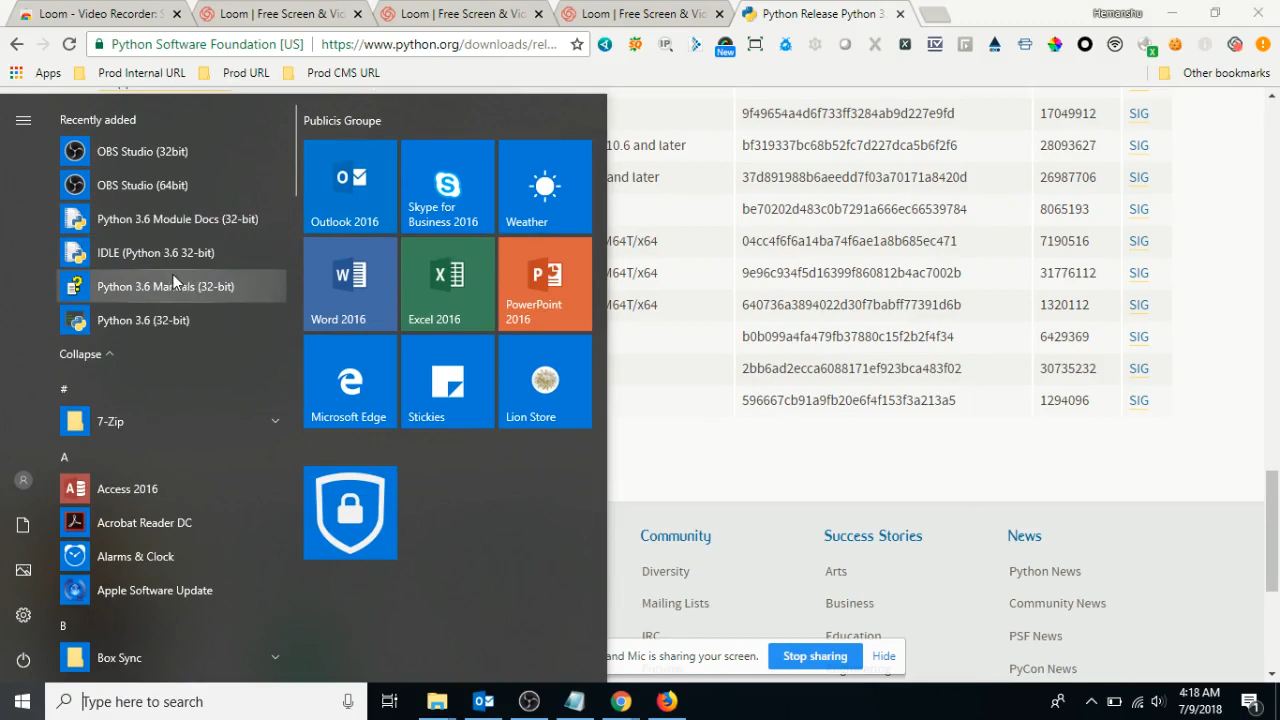 Loom - Video Recorder: S
Loom | Free Screen & Vi
Loom | Free Screen & Vi
Loom | Free Screen & Vi
Python Release Python 3.
Hemanshu
Python Software Foundation [US]
https://www.python.org/downloads/rel...
New
Apps
Prod Internal URL
Prod URL
Prod CMS URL
Other bookmarks
Recently added
OBS Studio (32bit)
OBS Studio (64bit)
Python 3.6 Module Docs (32-bit)
IDLE (Python 3.6 32-bit)
Python 3.6 Manuals (32-bit)
Python 3.6 (32-bit)
Collapse
#
7-Zip
A
Access 2016
Acrobat Reader DC
Alarms & Clock
Apple Software Update
B
Box Sync
Publicis Groupe
Outlook 2016
Skype for
Business 2016
Weather
Word 2016
Excel 2016
PowerPoint
2016
Microsoft Edge
Stickies
Lion Store
9f49654a4d6f733ff3284ab9d227e9fd 17049912 SIG
10.6 and later bf319337bc68b52fc7d227dca5b6f2f6 28093627 SIG
and later 37d891988b6aeedd7f03a70171a8420d 26987706 SIG
be70202d483c0b7291a666ec66539784 8065193 SIG
M64T/x64 04cc4f6f6a14ba74f6ae1a8b685ec471 7190516 SIG
M64T/x64 9e96c934f5d16399f860812b4ac7002b 31776112 SIG
M64T/x64 640736a3894022d30f7babff77391d6b 1320112 SIG
b0b099a4fa479fb37880c15f2b2f4f34 6429369 SIG
2bb6ad2ecca6088171ef923bca483f02 30735232 SIG
596667cb91a9fb20e6f4f153f3a213a5 1294096 SIG
Community
Diversity
Mailing Lists
IRC
Success Stories
Arts
Business
Education
News
Python News
Community News
PSF News
PyCon News
and Mic is sharing your screen.
Stop sharing
Hide
Type here to search
4:18 AM
7/9/2018